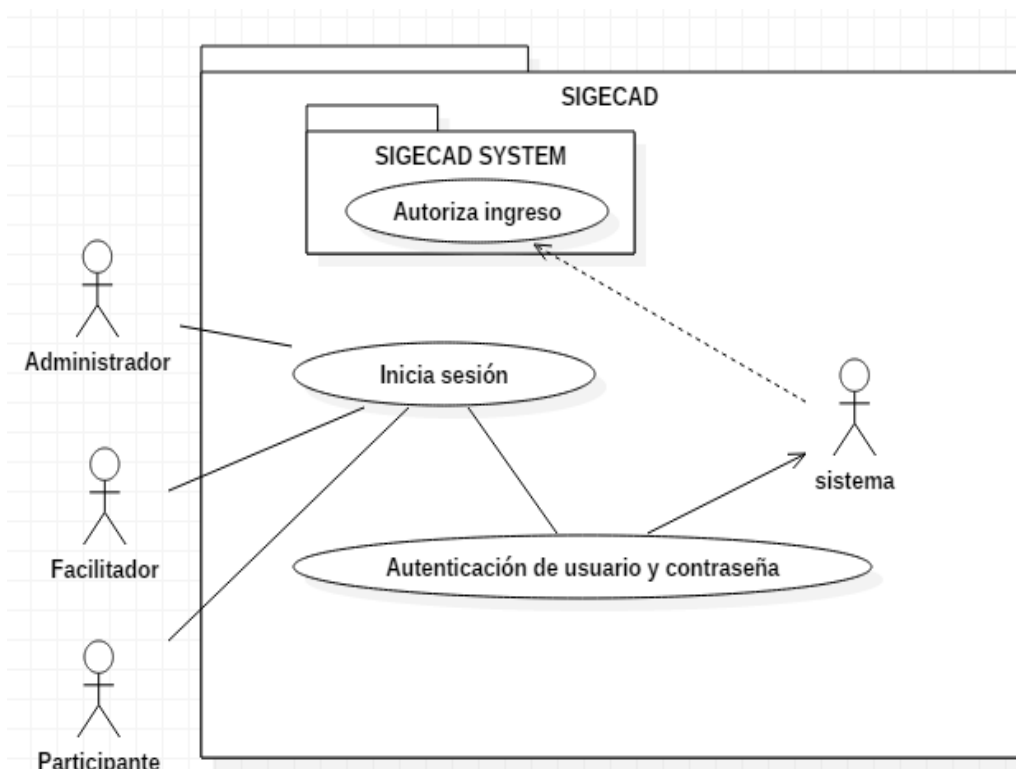 SIGECAD
SIGECAD SYSTEM
Autoriza ingreso
Administrador
Inicia sesión
sistema
Facilitador
Autenticación de usuario y contraseña
Participante